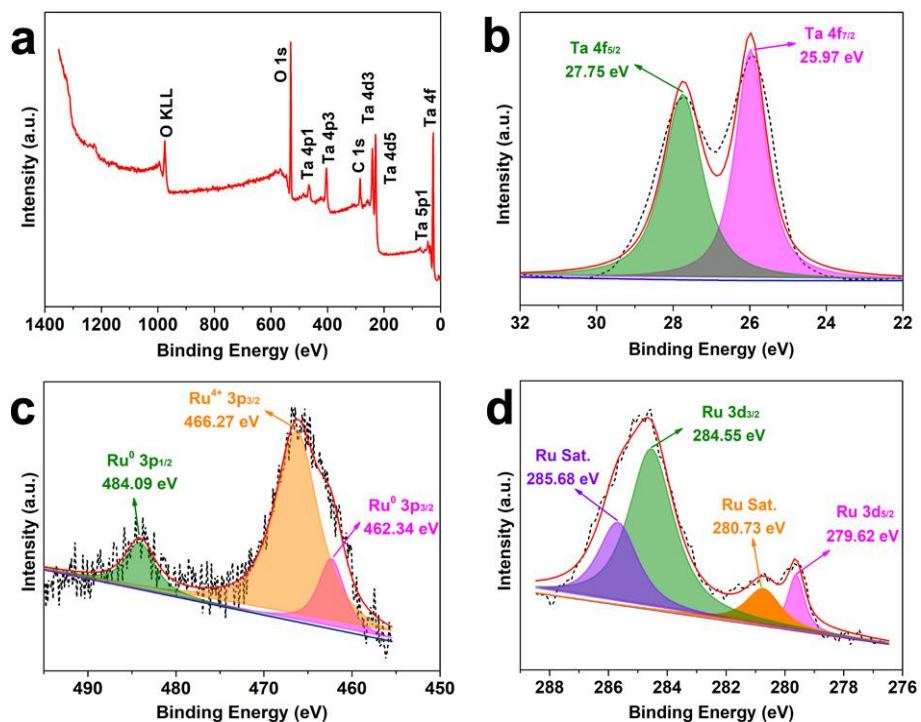 a
Intensity (a.u.)
O KLL
O 1s
Ta 4p1
Ta 4p3
C 1s
Ta 4d3
Ta 4d5
Ta 5p1
Ta 4f
1400 1200 1000 800 600 400 200 0
Binding Energy (eV)
b
Intensity (a.u.)
Ta 4f5/2
27.75 eV
Ta 4f7/2
25.97 eV
32 30 28 26 24 22
Binding Energy (eV)
c
Intensity (a.u.)
Ru⁴⁺ 3p3/2
466.27 eV
Ru⁰ 3p1/2
484.09 eV
Ru⁰ 3p3/2
462.34 eV
490 480 470 460 450
Binding Energy (eV)
d
Intensity (a.u.)
Ru 3d3/2
284.55 eV
Ru Sat.
285.68 eV
Ru Sat.
280.73 eV
Ru 3d5/2
279.62 eV
288 286 284 282 280 278 276
Binding Energy (eV)